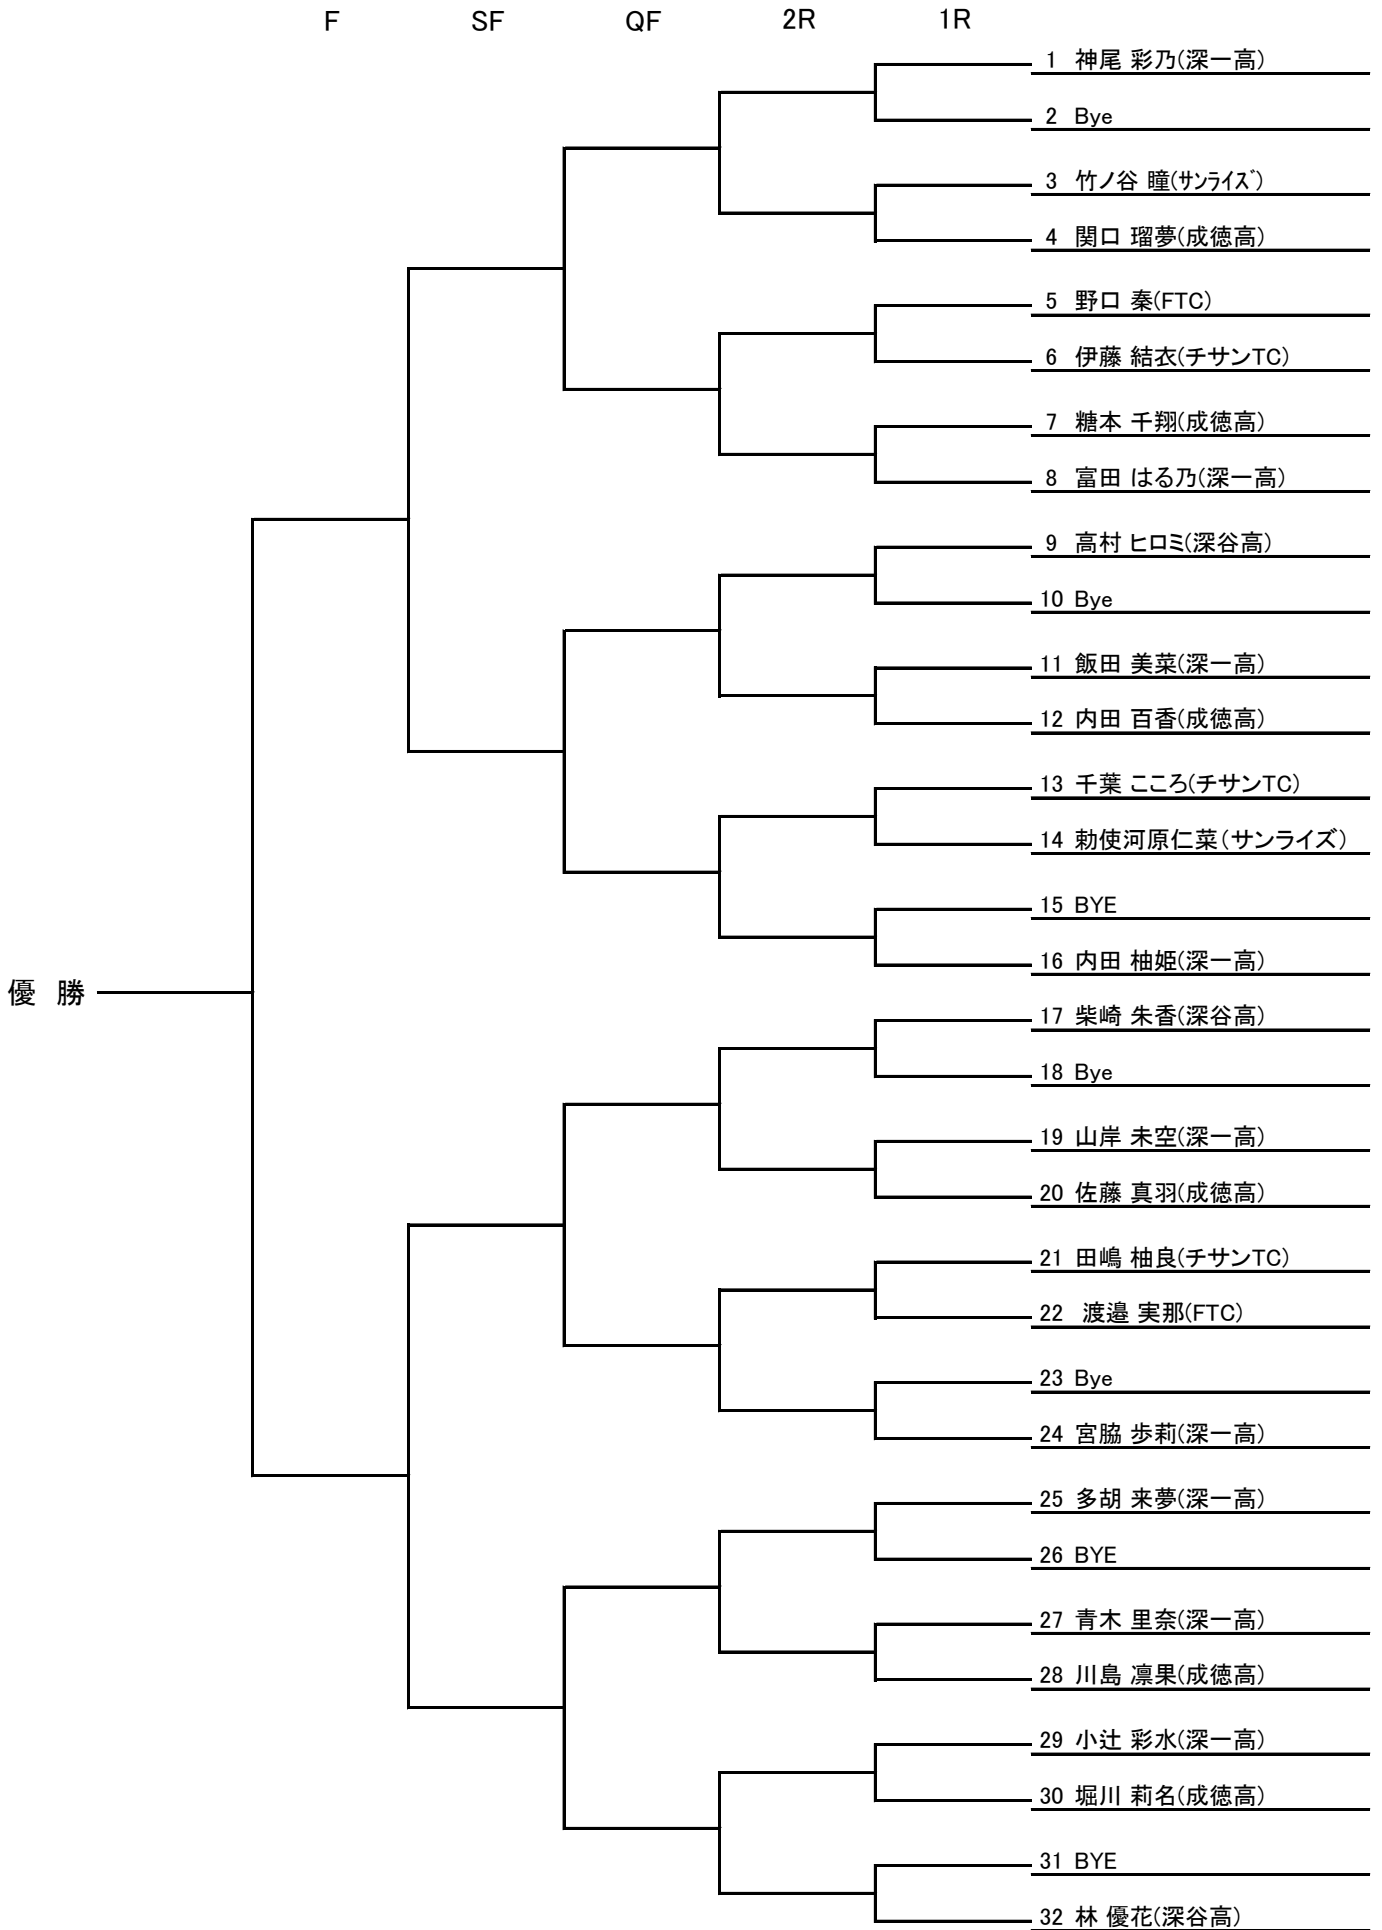 F SF QF 2R 1R
1 神尾 彩乃(深一高)
2 Bye
3 竹ノ谷 瞳(ｻﾝﾗｲｽﾞ)
4 関口 瑠夢(成徳高)
5 野口 秦(FTC)
6 伊藤 結衣(チサンTC)
7 糖本 千翔(成徳高)
8 富田 はる乃(深一高)
9 高村 ヒロミ(深谷高)
10 Bye
11 飯田 美菜(深一高)
12 内田 百香(成徳高)
13 千葉 こころ(チサンTC)
14 勅使河原仁菜(サンライズ)
15 BYE
16 内田 柚姫(深一高)
優 勝
17 柴崎 朱香(深谷高)
18 Bye
19 山岸 未空(深一高)
20 佐藤 真羽(成徳高)
21 田嶋 柚良(チサンTC)
22 渡邉 実那(FTC)
23 Bye
24 宮脇 歩莉(深一高)
25 多胡 来夢(深一高)
26 BYE
27 青木 里奈(深一高)
28 川島 凛果(成徳高)
29 小辻 彩水(深一高)
30 堀川 莉名(成徳高)
31 BYE
32 林 優花(深谷高)